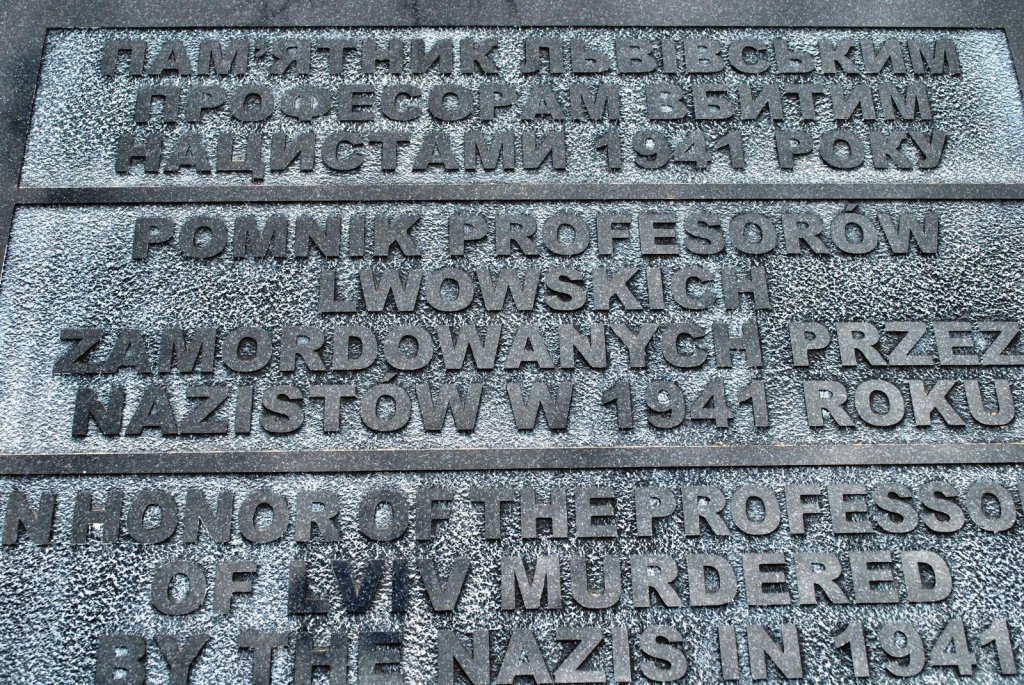 ПАМ'ЯТНИК ЛЬВІВСЬКИМ
ПРОФЕСОРАМ ВБИТИМ
НАЦИСТАМИ 1941 РОКУ
POMNIK PROFESORÓW
LWOWSKICH
ZAMORDOWANYCH PRZEZ
NAZISTÓW W 1941 ROKU
N HONOR OF THE PROFESSO
OF LVIV MURDERED
BY THE NAZIS IN 1941